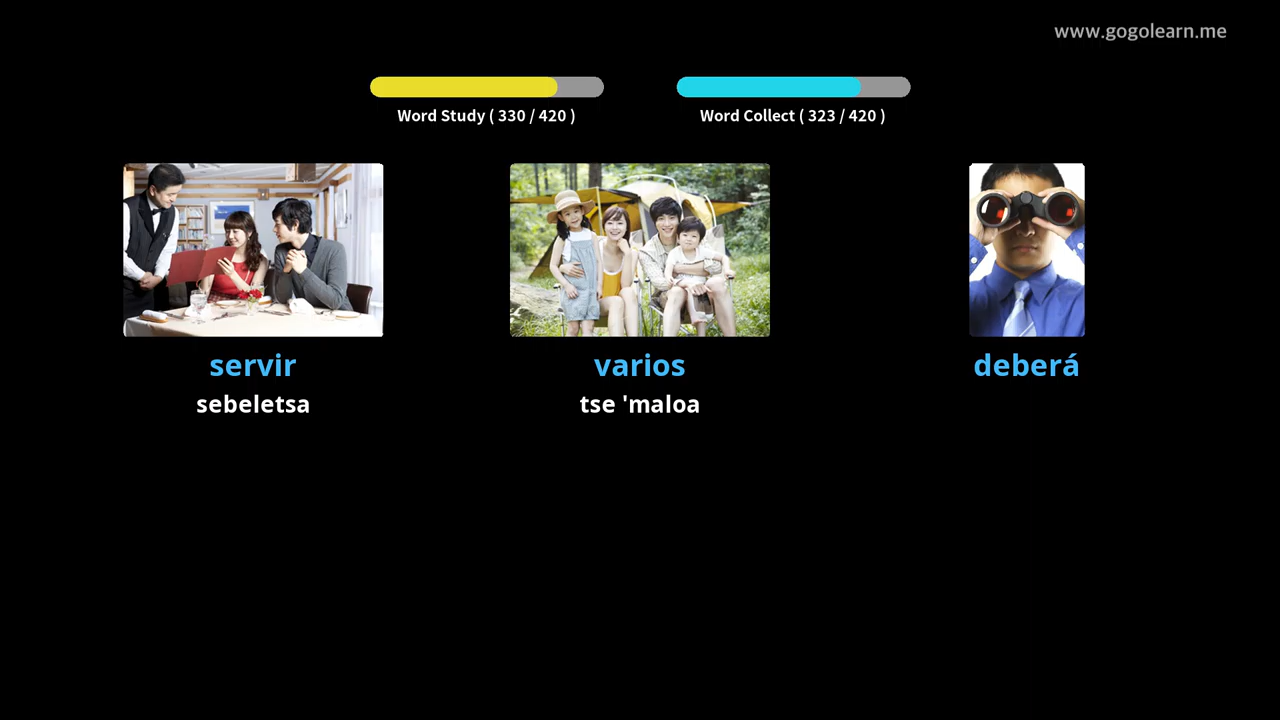 www.gogolearn.me
Word Study ( 330 / 420 )
Word Collect ( 323 / 420 )
servir
varios
deberá
sebeletsa
tse 'maloa